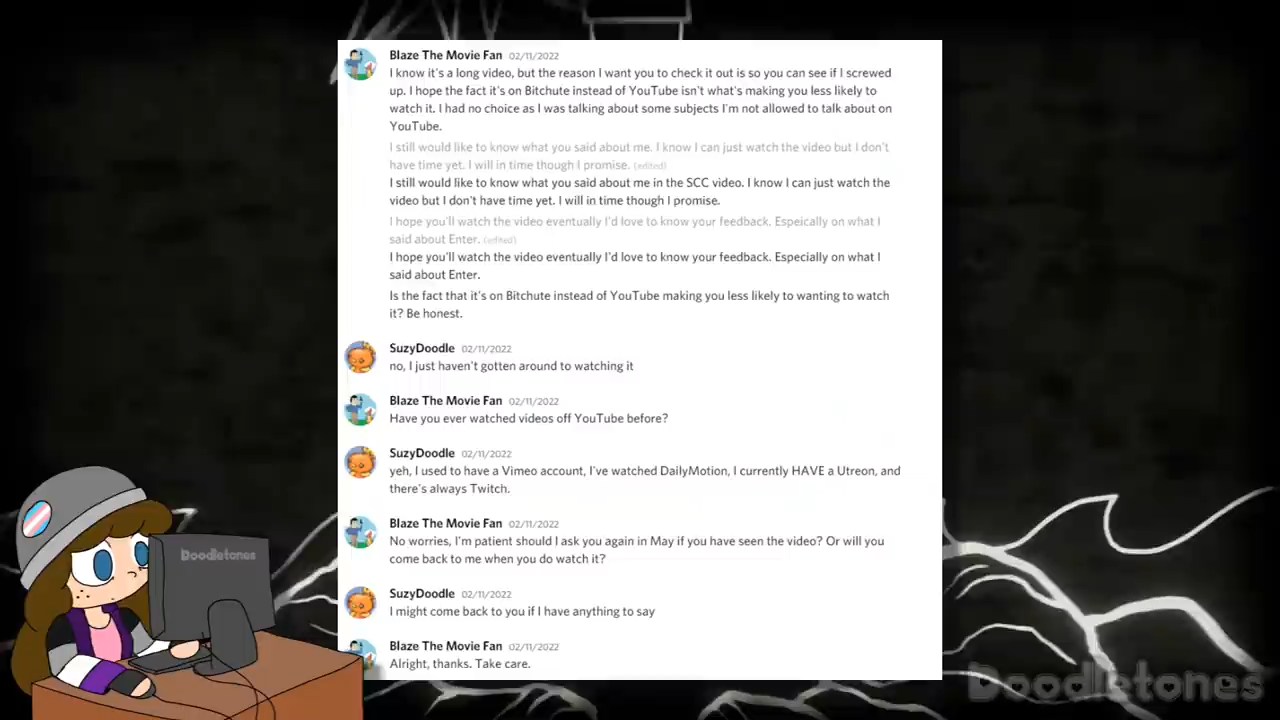 Blaze The Movie Fan 02/11/2022
I know it's a long video, but the reason I want you to check it out is so you can see if I screwed
up. I hope the fact it's on Bitchute instead of YouTube isn't what's making you less likely to
watch it. I had no choice as I was talking about some subjects I'm not allowed to talk about on
YouTube.
I still would like to know what you said about me. I know I can just watch the video but I don't
have time yet. I will in time though I promise. (edited)
I still would like to know what you said about me in the SCC video. I know I can just watch the
video but I don't have time yet. I will in time though I promise.
I hope you'll watch the video eventually I'd love to know your feedback. Espeically on what I
said about Enter. (edited)
I hope you'll watch the video eventually I'd love to know your feedback. Especially on what I
said about Enter.
Is the fact that it's on Bitchute instead of YouTube making you less likely to wanting to watch
it? Be honest.
SuzyDoodle 02/11/2022
no, I just haven't gotten around to watching it
Blaze The Movie Fan 02/11/2022
Have you ever watched videos off YouTube before?
SuzyDoodle 02/11/2022
yeh, I used to have a Vimeo account, I've watched DailyMotion, I currently HAVE a Utreon, and
there's always Twitch.
Blaze The Movie Fan 02/11/2022
No worries, I'm patient should I ask you again in May if you have seen the video? Or will you
come back to me when you do watch it?
SuzyDoodle 02/11/2022
I might come back to you if I have anything to say
Blaze The Movie Fan 02/11/2022
Alright, thanks. Take care.
Doodletones
Doodletones